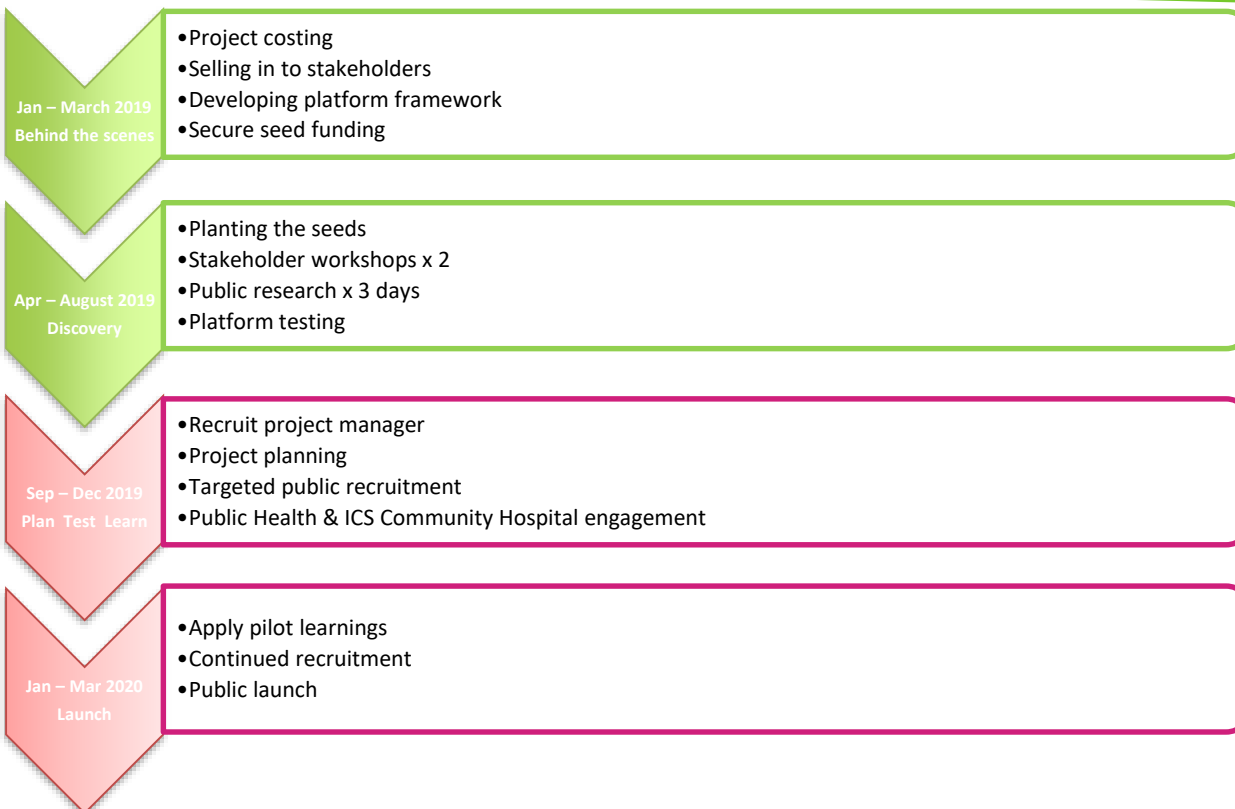 Jan – March 2019
Behind the scenes
•Project costing
•Selling in to stakeholders
•Developing platform framework
•Secure seed funding
Apr – August 2019
Discovery
•Planting the seeds
•Stakeholder workshops x 2
•Public research x 3 days
•Platform testing
Sep – Dec 2019
Plan Test Learn
•Recruit project manager
•Project planning
•Targeted public recruitment
•Public Health & ICS Community Hospital engagement
Jan – Mar 2020
Launch
•Apply pilot learnings
•Continued recruitment
•Public launch